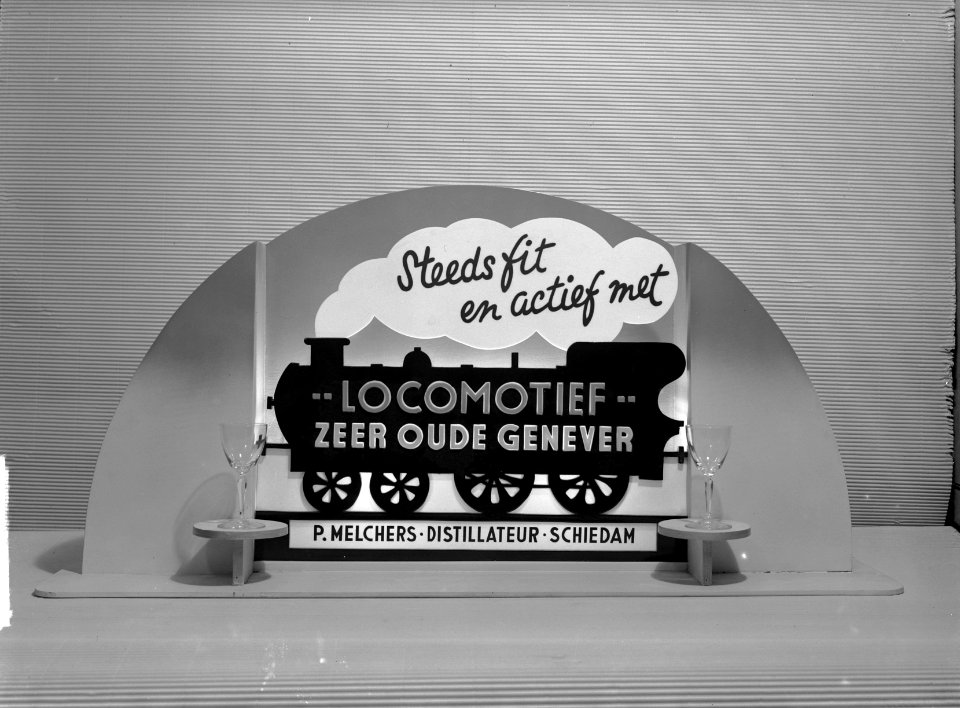 Steeds fit
en actief met
-- LOCOMOTIEF --
ZEER OUDE GENEVER
P. MELCHERS · DISTILLATEUR · SCHIEDAM